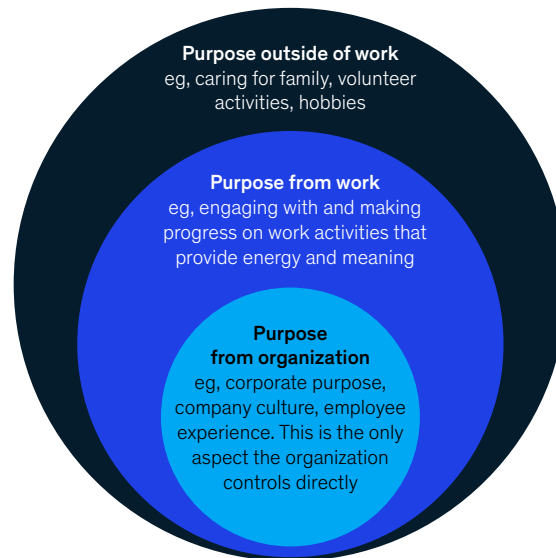 Purpose outside of work
eg, caring for family, volunteer
activities, hobbies
Purpose from work
eg, engaging with and making
progress on work activities that
provide energy and meaning
Purpose
from organization
eg, corporate purpose,
company culture, employee
experience. This is the only
aspect the organization
controls directly